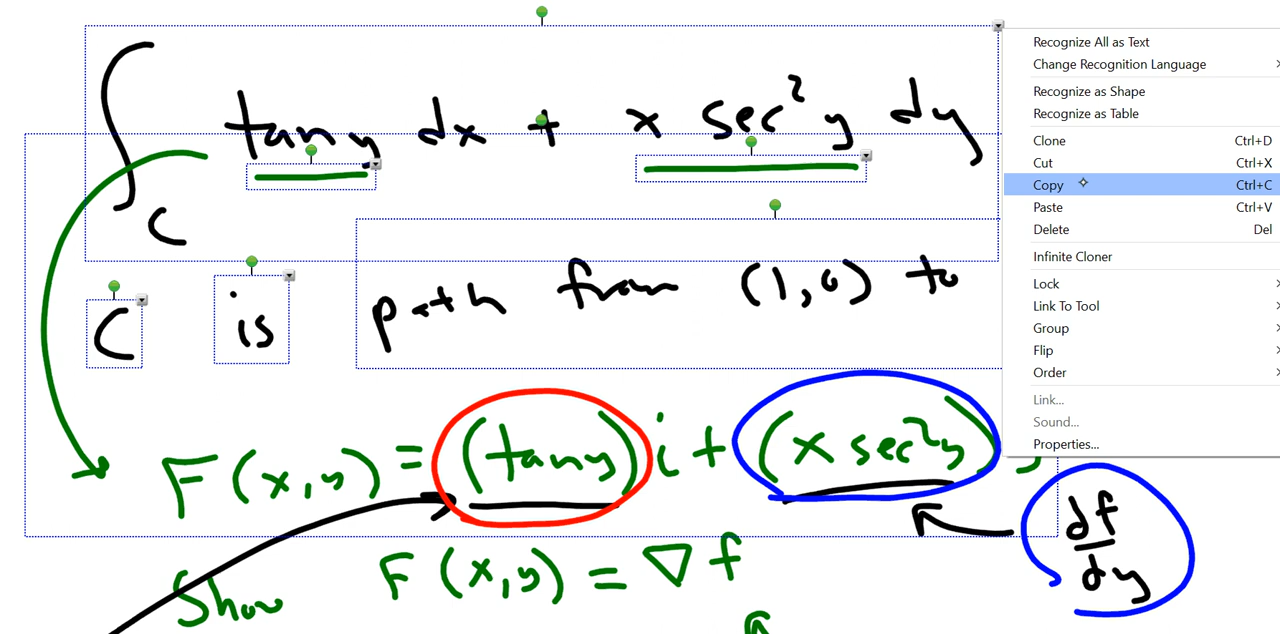 ∫_C tan y dx + x sec² y dy
C is path from (1,0) to
F(x,y) = (tan y) i + (x sec² y)
df/dy
Show F(x,y) = ∇f
Recognize All as Text
Change Recognition Language
Recognize as Shape
Recognize as Table
Clone Ctrl+D
Cut Ctrl+X
Copy Ctrl+C
Paste Ctrl+V
Delete Del
Infinite Cloner
Lock
Link To Tool
Group
Flip
Order
Link...
Sound...
Properties...